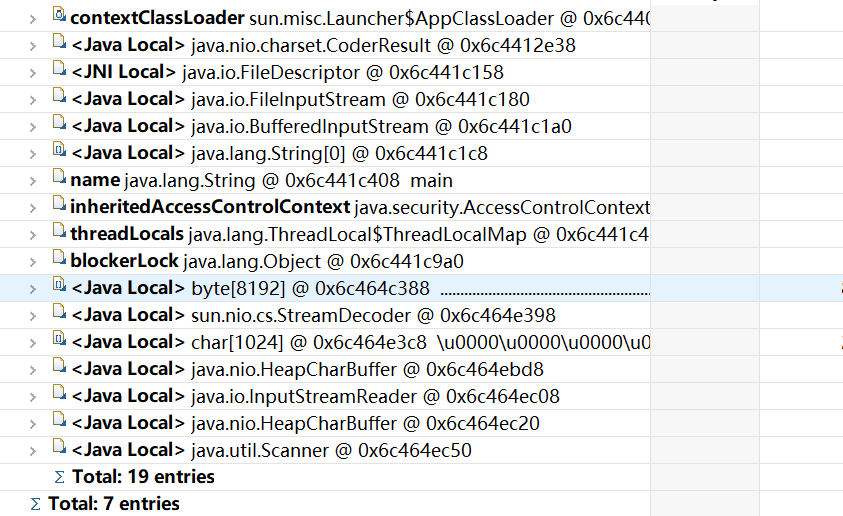 contextClassLoader sun.misc.Launcher$AppClassLoader @ 0x6c440
<Java Local> java.nio.charset.CoderResult @ 0x6c4412e38
<JNI Local> java.io.FileDescriptor @ 0x6c441c158
<Java Local> java.io.FileInputStream @ 0x6c441c180
<Java Local> java.io.BufferedInputStream @ 0x6c441c1a0
<Java Local> java.lang.String[0] @ 0x6c441c1c8
name java.lang.String @ 0x6c441c408 main
inheritedAccessControlContext java.security.AccessControlContext
threadLocals java.lang.ThreadLocal$ThreadLocalMap @ 0x6c441c4
blockerLock java.lang.Object @ 0x6c441c9a0
<Java Local> byte[8192] @ 0x6c464c388 ..........................................
<Java Local> sun.nio.cs.StreamDecoder @ 0x6c464e398
<Java Local> char[1024] @ 0x6c464e3c8 \u0000\u0000\u0000\u0
<Java Local> java.nio.HeapCharBuffer @ 0x6c464ebd8
<Java Local> java.io.InputStreamReader @ 0x6c464ec08
<Java Local> java.nio.HeapCharBuffer @ 0x6c464ec20
<Java Local> java.util.Scanner @ 0x6c464ec50
Σ Total: 19 entries
Σ Total: 7 entries